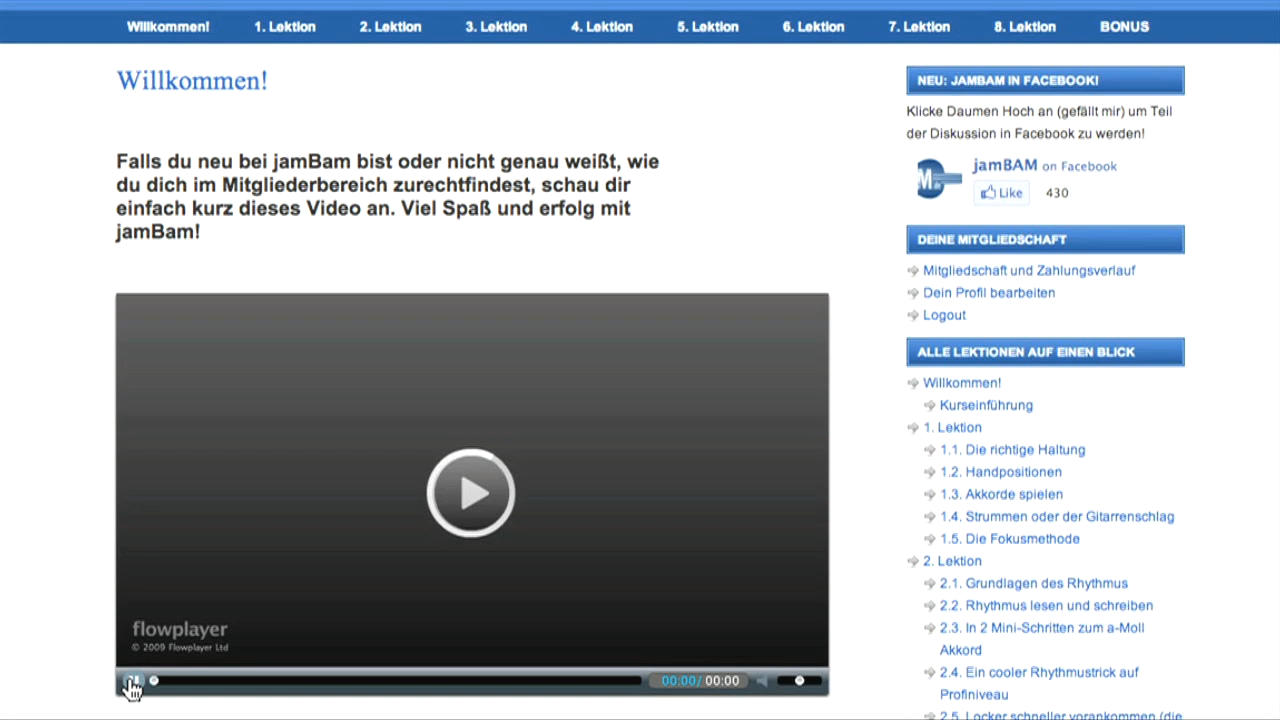 Willkommen! 1. Lektion 2. Lektion 3. Lektion 4. Lektion 5. Lektion 6. Lektion 7. Lektion 8. Lektion BONUS
Willkommen!
Falls du neu bei jamBam bist oder nicht genau weißt, wie
du dich im Mitgliederbereich zurechtfindest, schau dir
einfach kurz dieses Video an. Viel Spaß und erfolg mit
jamBam!
flowplayer
© 2009 Flowplayer Ltd
00:00/ 00:00
NEU: JAMBAM IN FACEBOOK!
Klicke Daumen Hoch an (gefällt mir) um Teil
der Diskussion in Facebook zu werden!
jamBAM on Facebook
Like 430
DEINE MITGLIEDSCHAFT
Mitgliedschaft und Zahlungsverlauf
Dein Profil bearbeiten
Logout
ALLE LEKTIONEN AUF EINEN BLICK
Willkommen!
Kurseinführung
1. Lektion
1.1. Die richtige Haltung
1.2. Handpositionen
1.3. Akkorde spielen
1.4. Strummen oder der Gitarrenschlag
1.5. Die Fokusmethode
2. Lektion
2.1. Grundlagen des Rhythmus
2.2. Rhythmus lesen und schreiben
2.3. In 2 Mini-Schritten zum a-Moll
Akkord
2.4. Ein cooler Rhythmustrick auf
Profiniveau
2.5. Locker schneller vorankommen (die